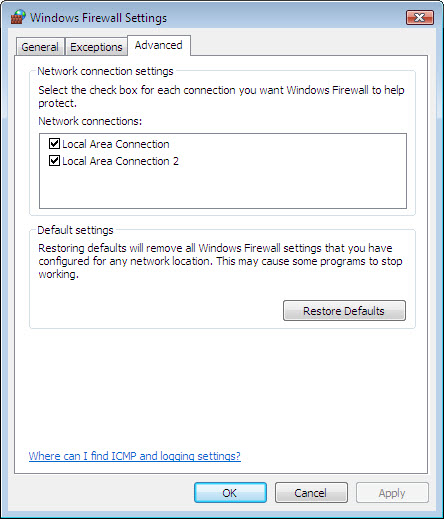 Windows Firewall Settings
General Exceptions Advanced
Network connection settings
Select the check box for each connection you want Windows Firewall to help
protect.
Network connections:
Local Area Connection
Local Area Connection 2
Default settings
Restoring defaults will remove all Windows Firewall settings that you have
configured for any network location. This may cause some programs to stop
working.
Restore Defaults
Where can I find ICMP and logging settings?
OK Cancel Apply